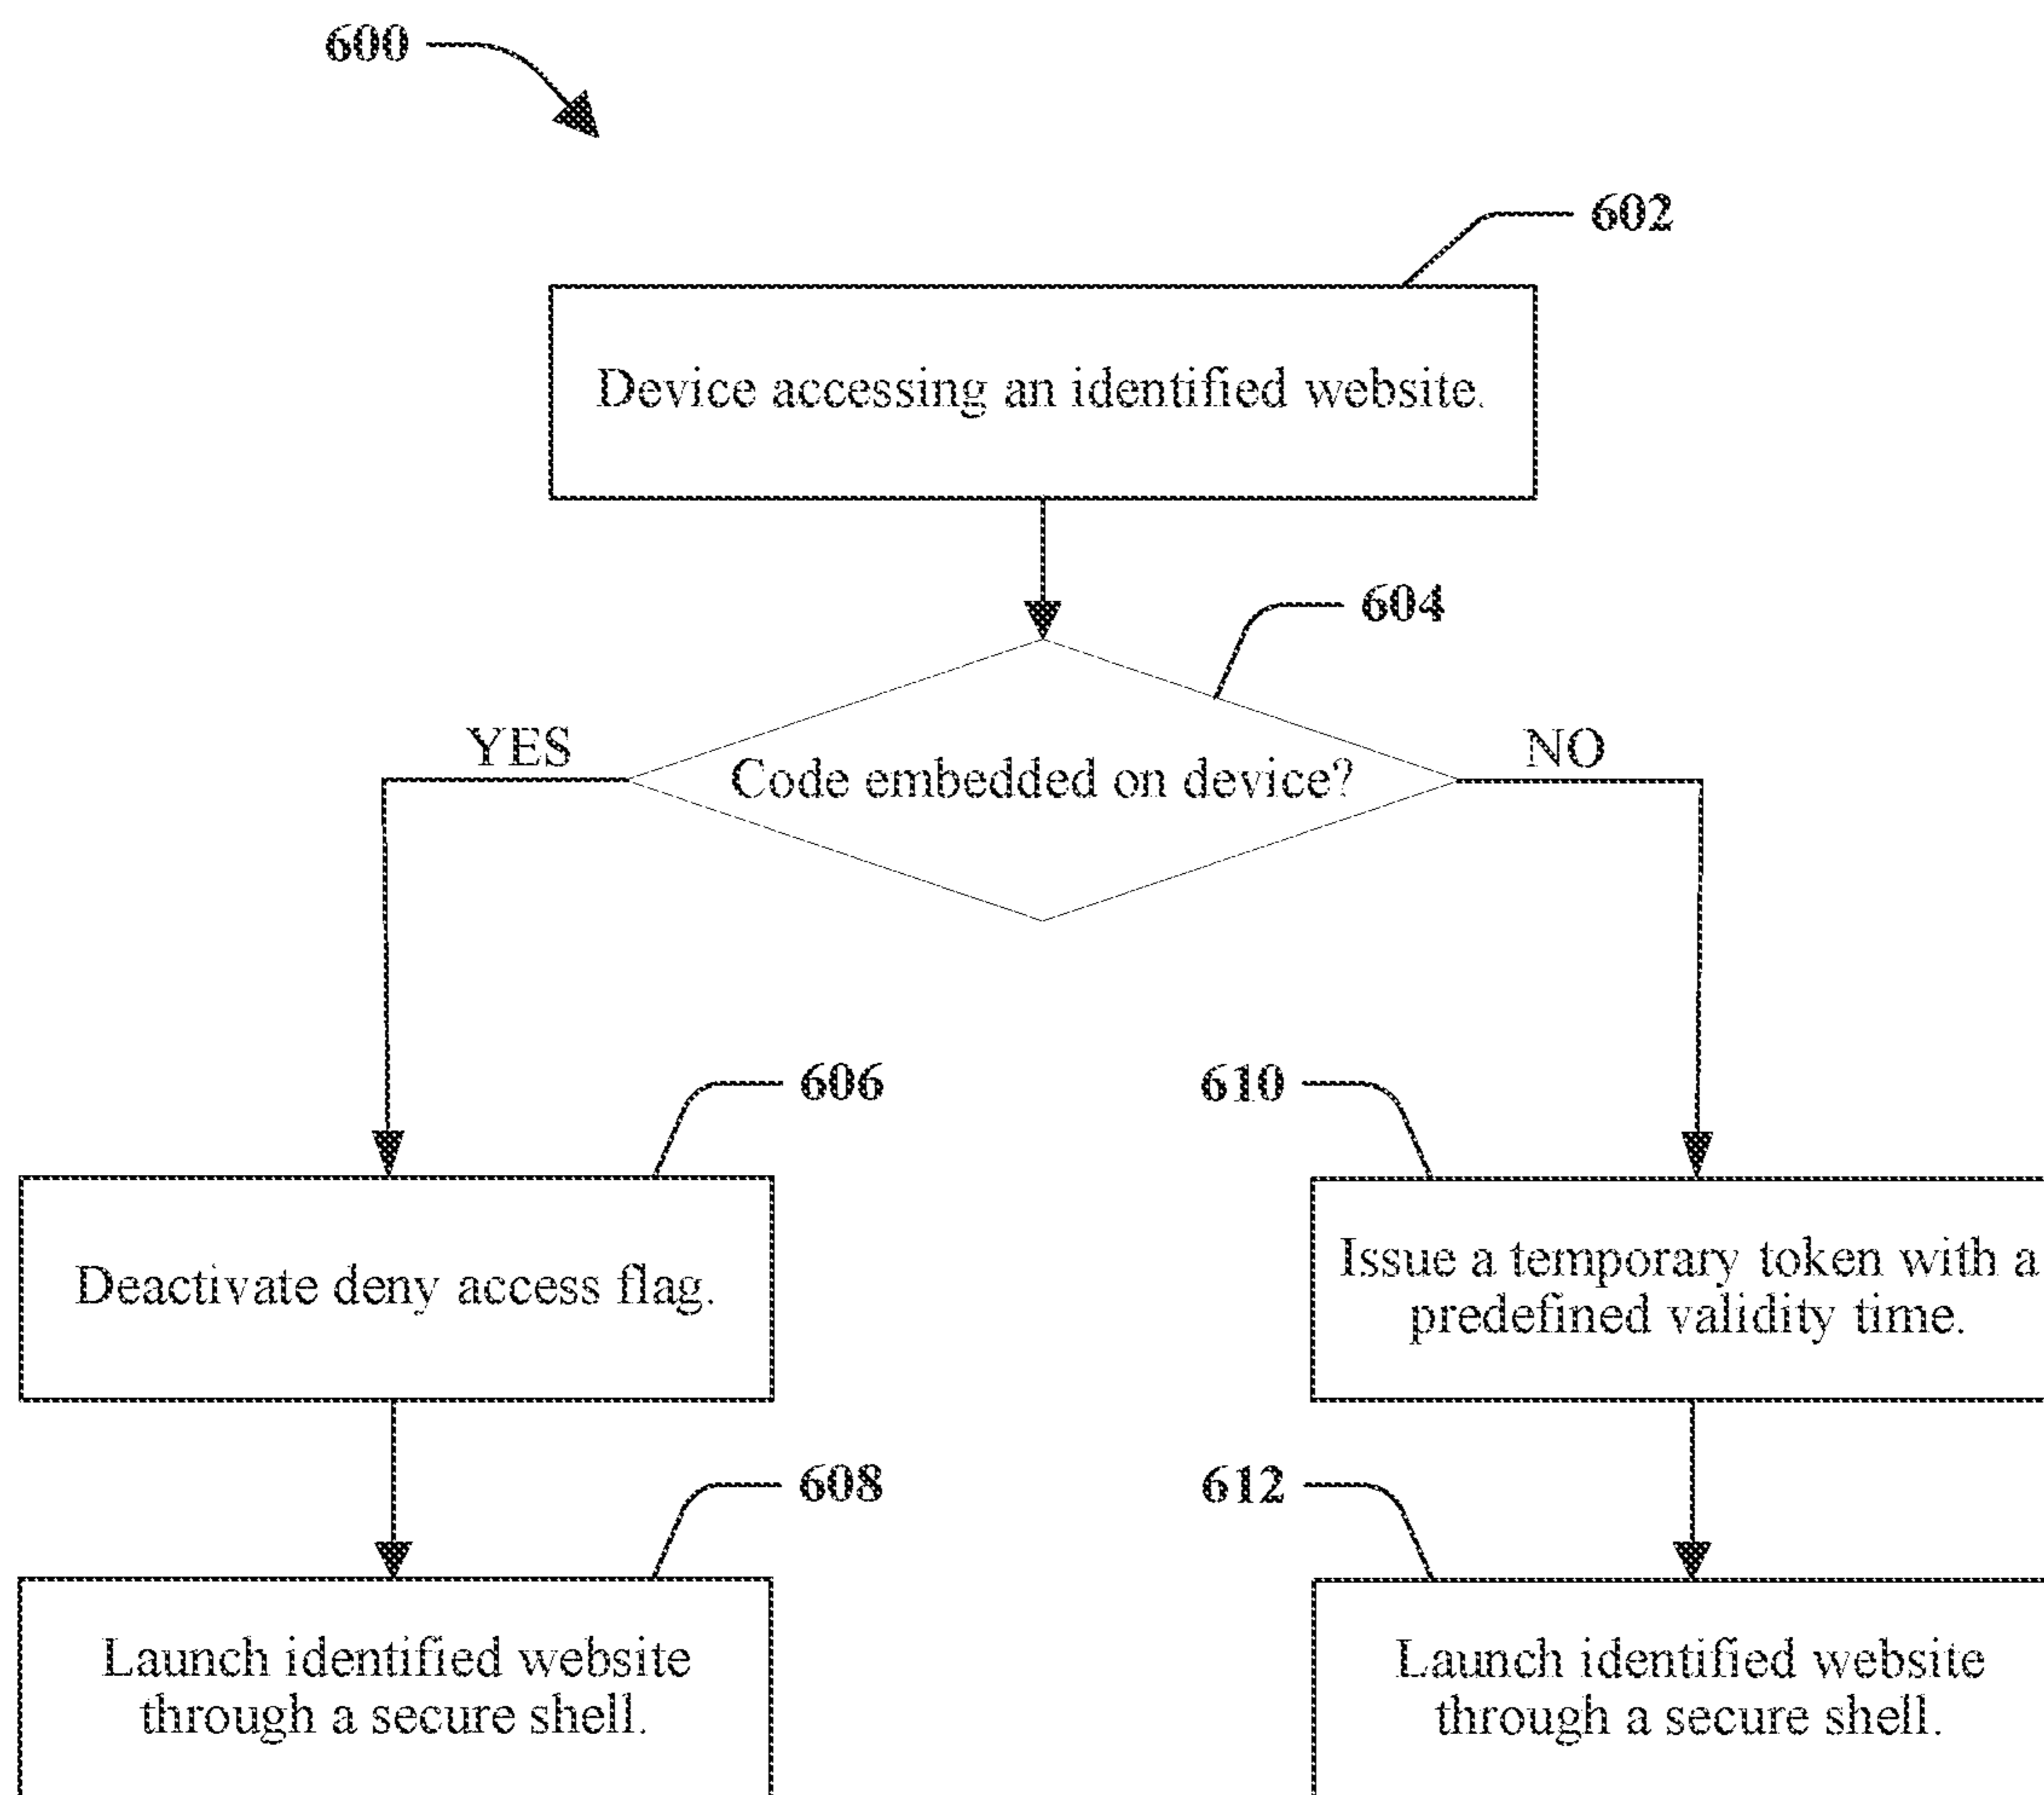 600
602
Device accessing an identified website.
604
YES
NO
Code embedded on device?
606
610
Deactivate deny access flag.
Issue a temporary token with a
predefined validity time.
608
612
Launch identified website
through a secure shell.
Launch identified website
through a secure shell.